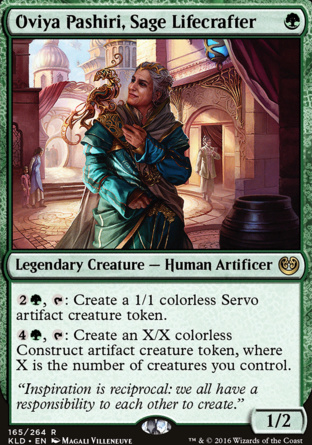 Oviya Pashiri, Sage Lifecrafter
Legendary Creature — Human Artificer
2, : Create a 1/1 colorless Servo
artifact creature token.
4, : Create an X/X colorless
Construct artifact creature token, where
X is the number of creatures you control.
“Inspiration is reciprocal: we all have a
responsibility to each other to create.”
1/2
165/264 R
KLD • EN Magali Villeneuve
™ & © 2016 Wizards of the Coast